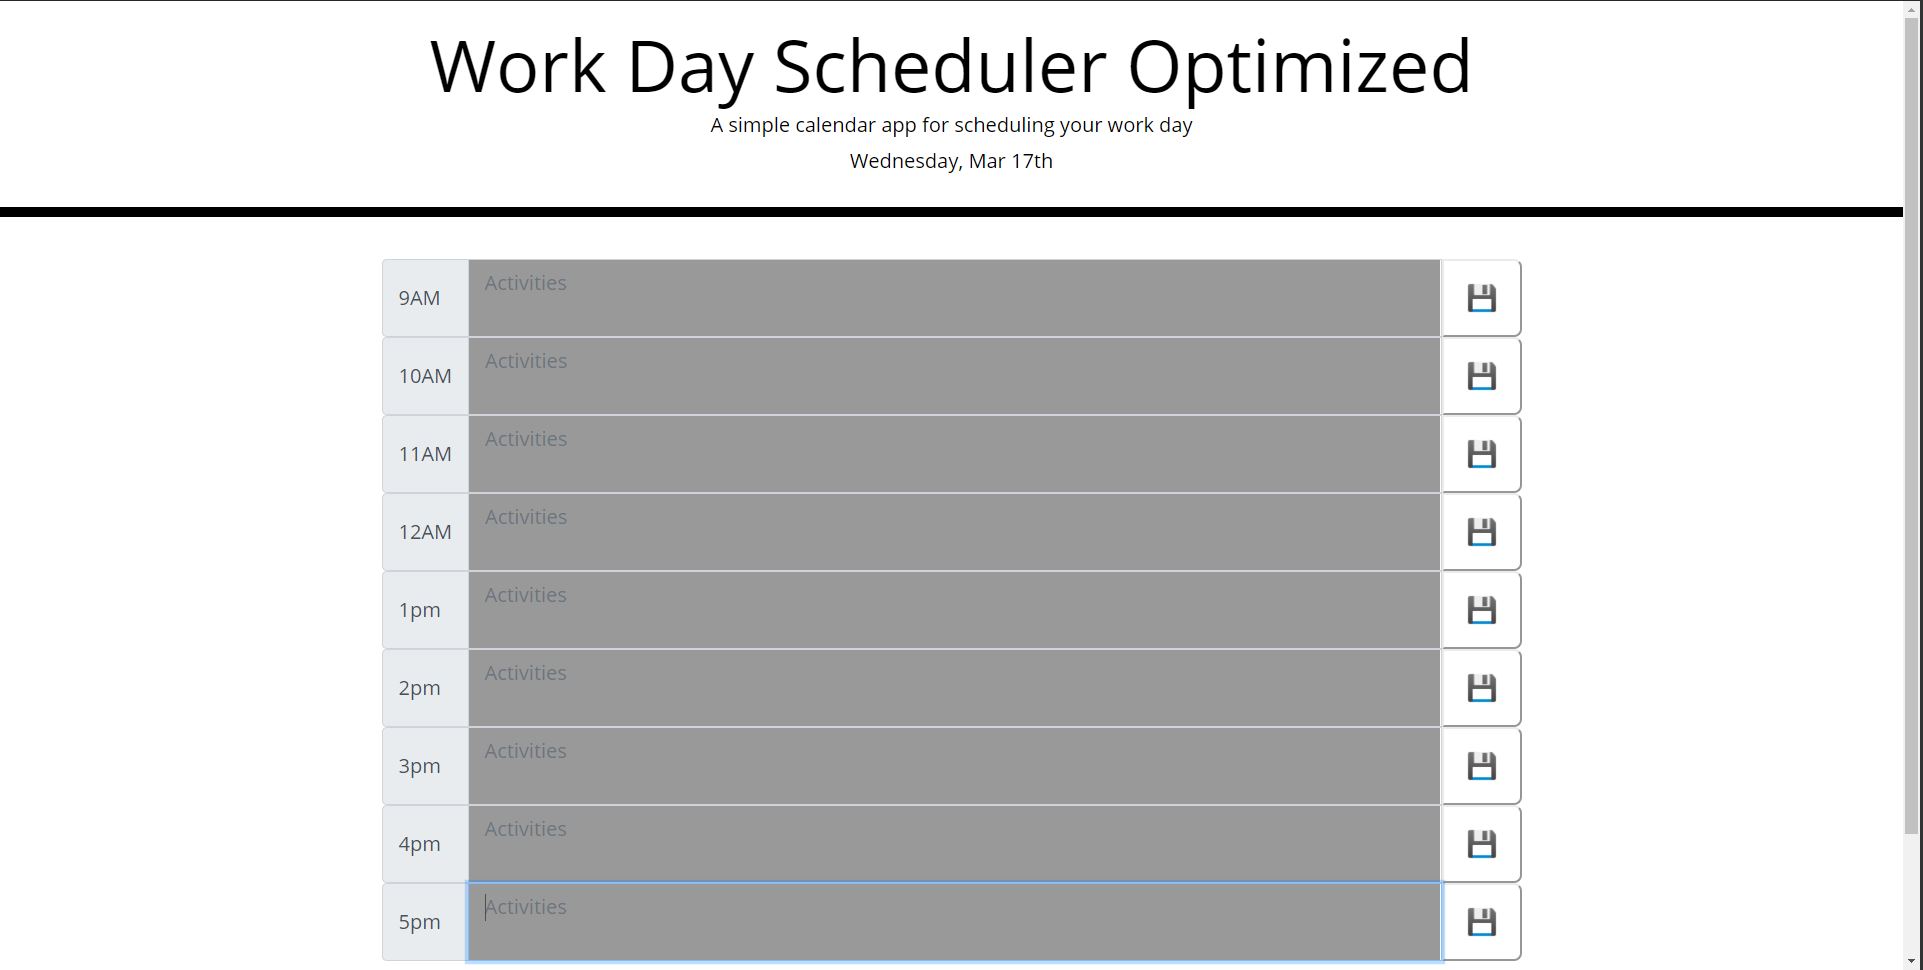 Work Day Scheduler Optimized
A simple calendar app for scheduling your work day
Wednesday, Mar 17th
9AM Activities
10AM Activities
11AM Activities
12AM Activities
1pm Activities
2pm Activities
3pm Activities
4pm Activities
5pm Activities